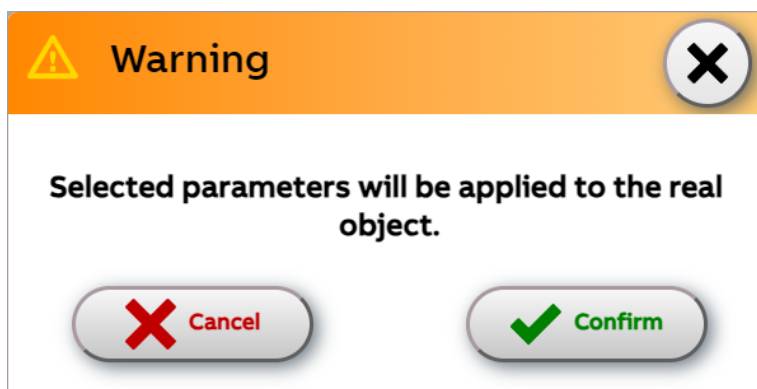 Warning
Selected parameters will be applied to the real
object.
Cancel
Confirm